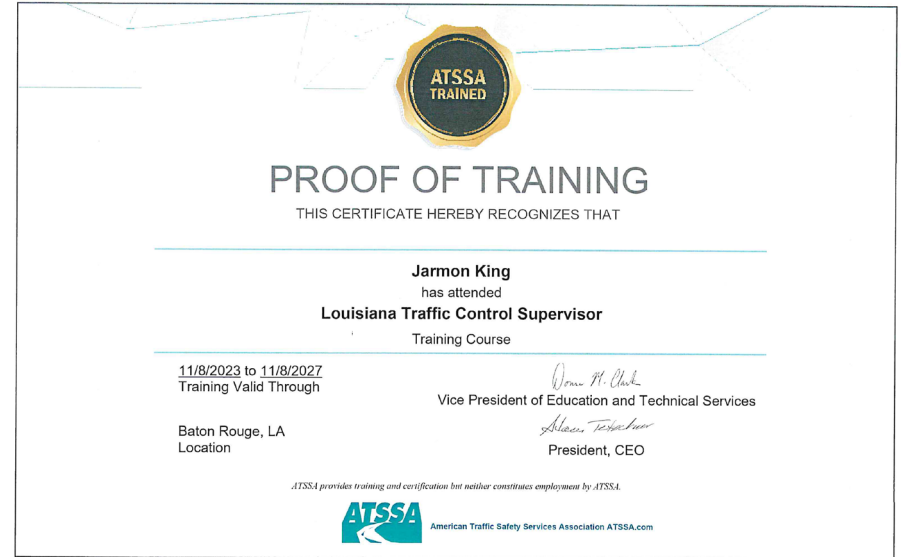 ATSSA
TRAINED
PROOF OF TRAINING
THIS CERTIFICATE HEREBY RECOGNIZES THAT
Jarmon King
has attended
Louisiana Traffic Control Supervisor
Training Course
11/8/2023 to 11/8/2027
Training Valid Through
Vice President of Education and Technical Services
Baton Rouge, LA
Location
President, CEO
ATSSA provides training and certification but neither constitutes employment by ATSSA.
ATSSA
American Traffic Safety Services Association ATSSA.com